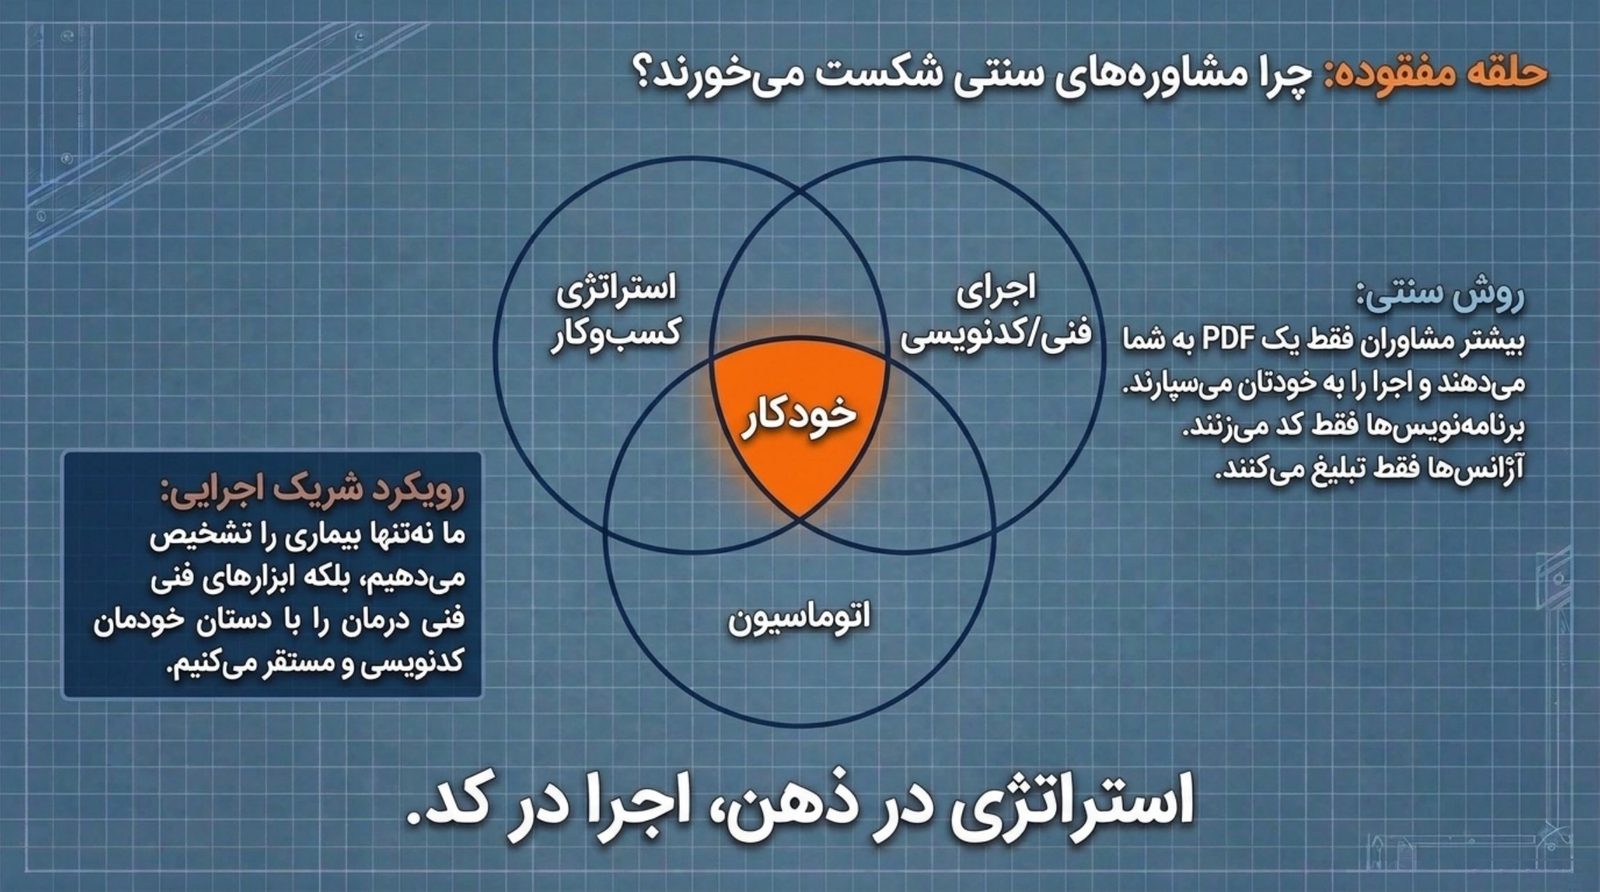 حلقه مفقوده: چرا مشاوره‌های سنتی شکست می‌خورند؟
استراتژی
کسب‌وکار
اجرای
فنی/کدنویسی
خودکار
اتوماسیون
روش سنتی:
بیشتر مشاوران فقط یک PDF به شما
می‌دهند و اجرا را به خودتان می‌سپارند.
برنامه‌نویس‌ها فقط کد می‌زنند.
آژانس‌ها فقط تبلیغ می‌کنند.
رویکرد شریک اجرایی:
ما نه‌تنها بیماری را تشخیص
می‌دهیم، بلکه ابزارهای فنی
فنی درمان را با دستان خودمان
کدنویسی و مستقر می‌کنیم.
استراتژی در ذهن، اجرا در کد.